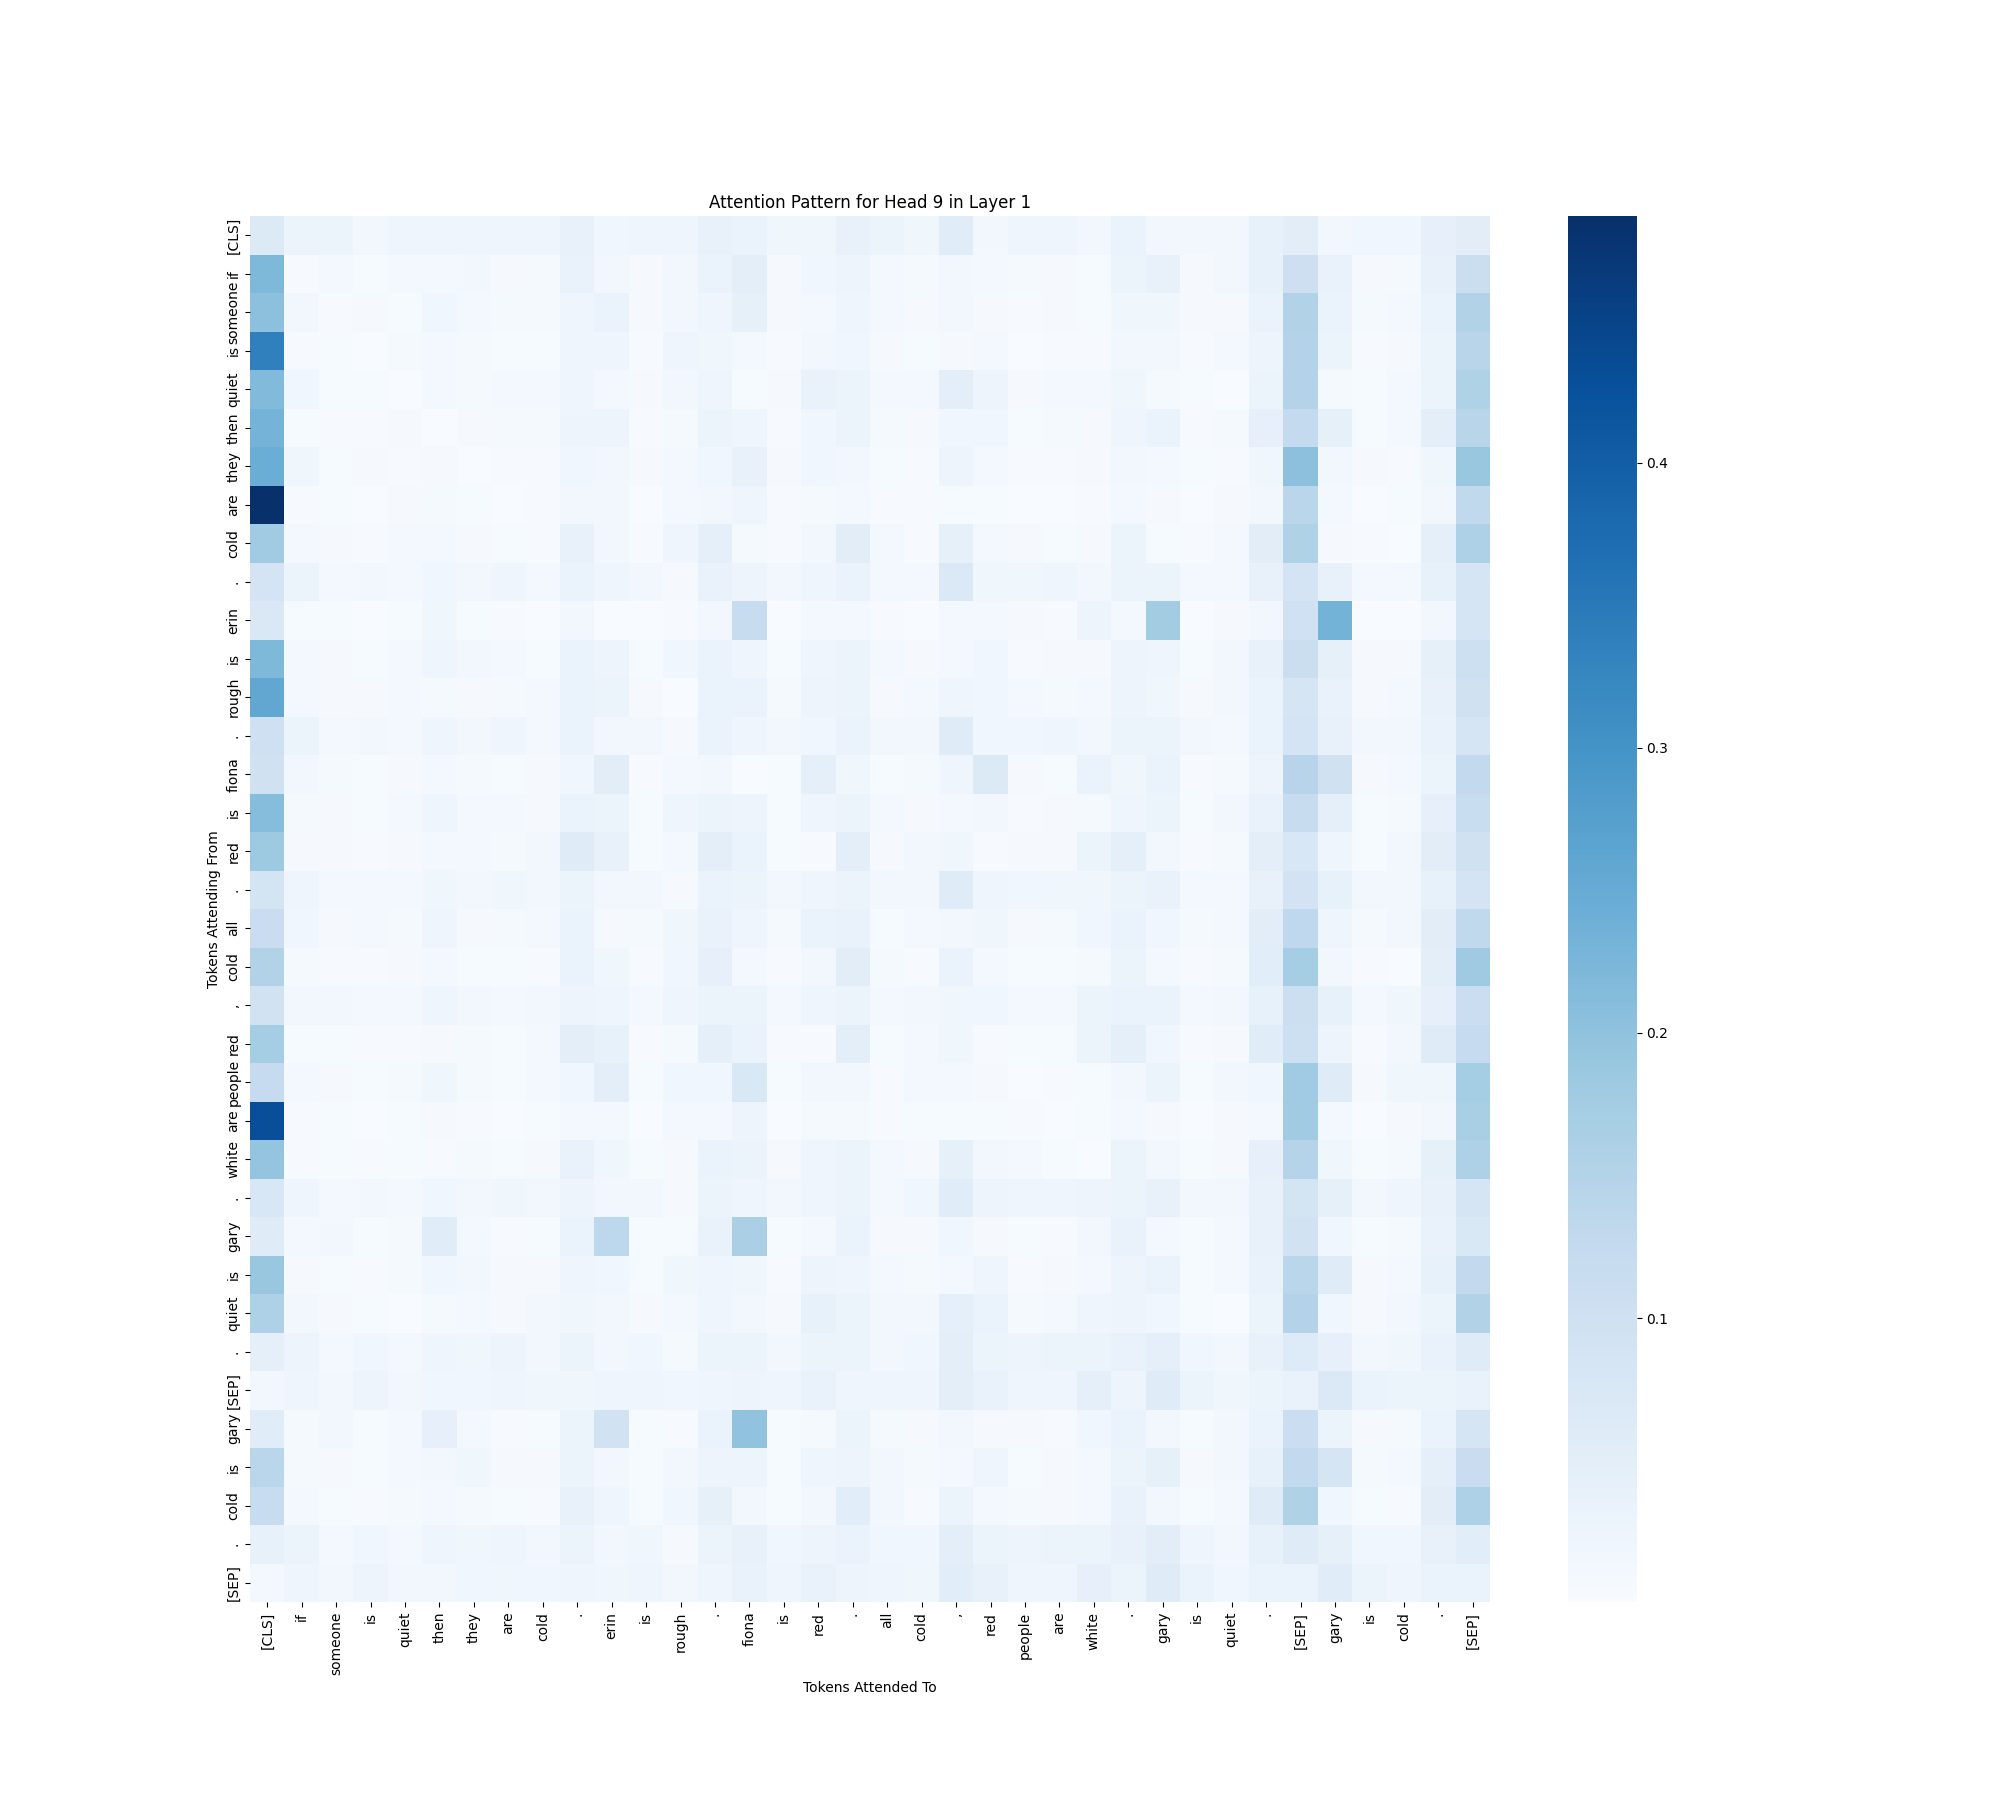 Attention Pattern for Head 9 in Layer 1
Tokens Attending From
[CLS]
if
someone
is
quiet
then
they
are
cold
.
erin
is
rough
.
fiona
is
red
.
all
cold
,
red
people
are
white
.
gary
is
quiet
.
[SEP]
gary
is
cold
.
[SEP]
[CLS] if someone is quiet then they are cold . erin is rough . fiona is red . all cold , red people are white . gary is quiet . [SEP] gary is cold . [SEP]
Tokens Attended To
0.4
0.3
0.2
0.1